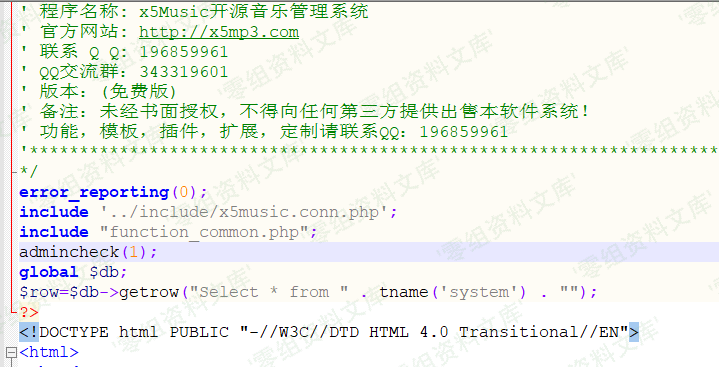 ' 程序名称: x5Music开源音乐管理系统
' 官方网站: http://x5mp3.com
' 联系 Q Q: 196859961
' QQ交流群: 343319601
' 版本: (免费版)
' 备注: 未经书面授权, 不得向任何第三方提供出售本软件系统!
' 功能, 模板, 插件, 扩展, 定制请联系QQ: 196859961
'*********************************************************************
*/
error_reporting(0);
include '../include/x5music.conn.php';
include "function_common.php";
admincheck(1);
global $db;
$row=$db->getrow("Select * from " . tname('system') . "");
?>
<!DOCTYPE html PUBLIC "-//W3C//DTD HTML 4.0 Transitional//EN">
<html>
'零组资料文库'